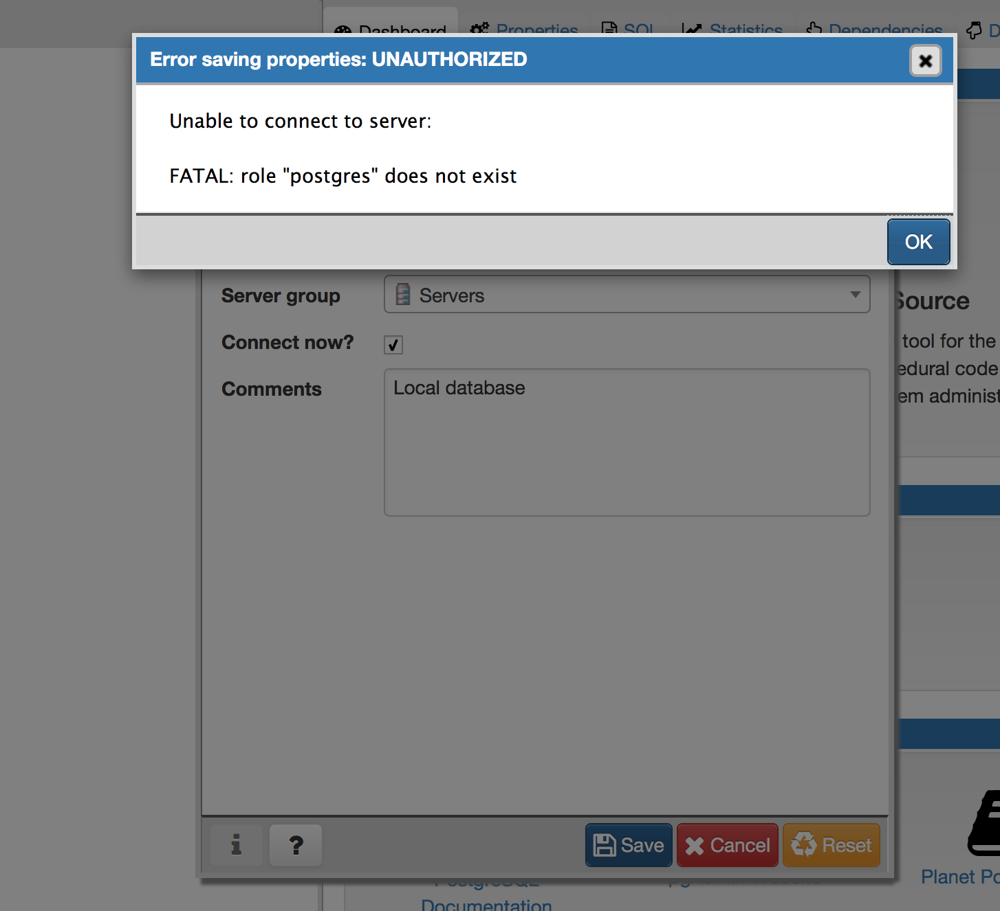 Dashboard Properties SQL Statistics Dependencies D
Error saving properties: UNAUTHORIZED
Unable to connect to server:
FATAL: role "postgres" does not exist
OK
Server group Servers
Connect now?
Comments Local database
Source
tool for the
edural code
em administ
i ? Save Cancel Reset
PostgreSQL
Documentation
Planet Po